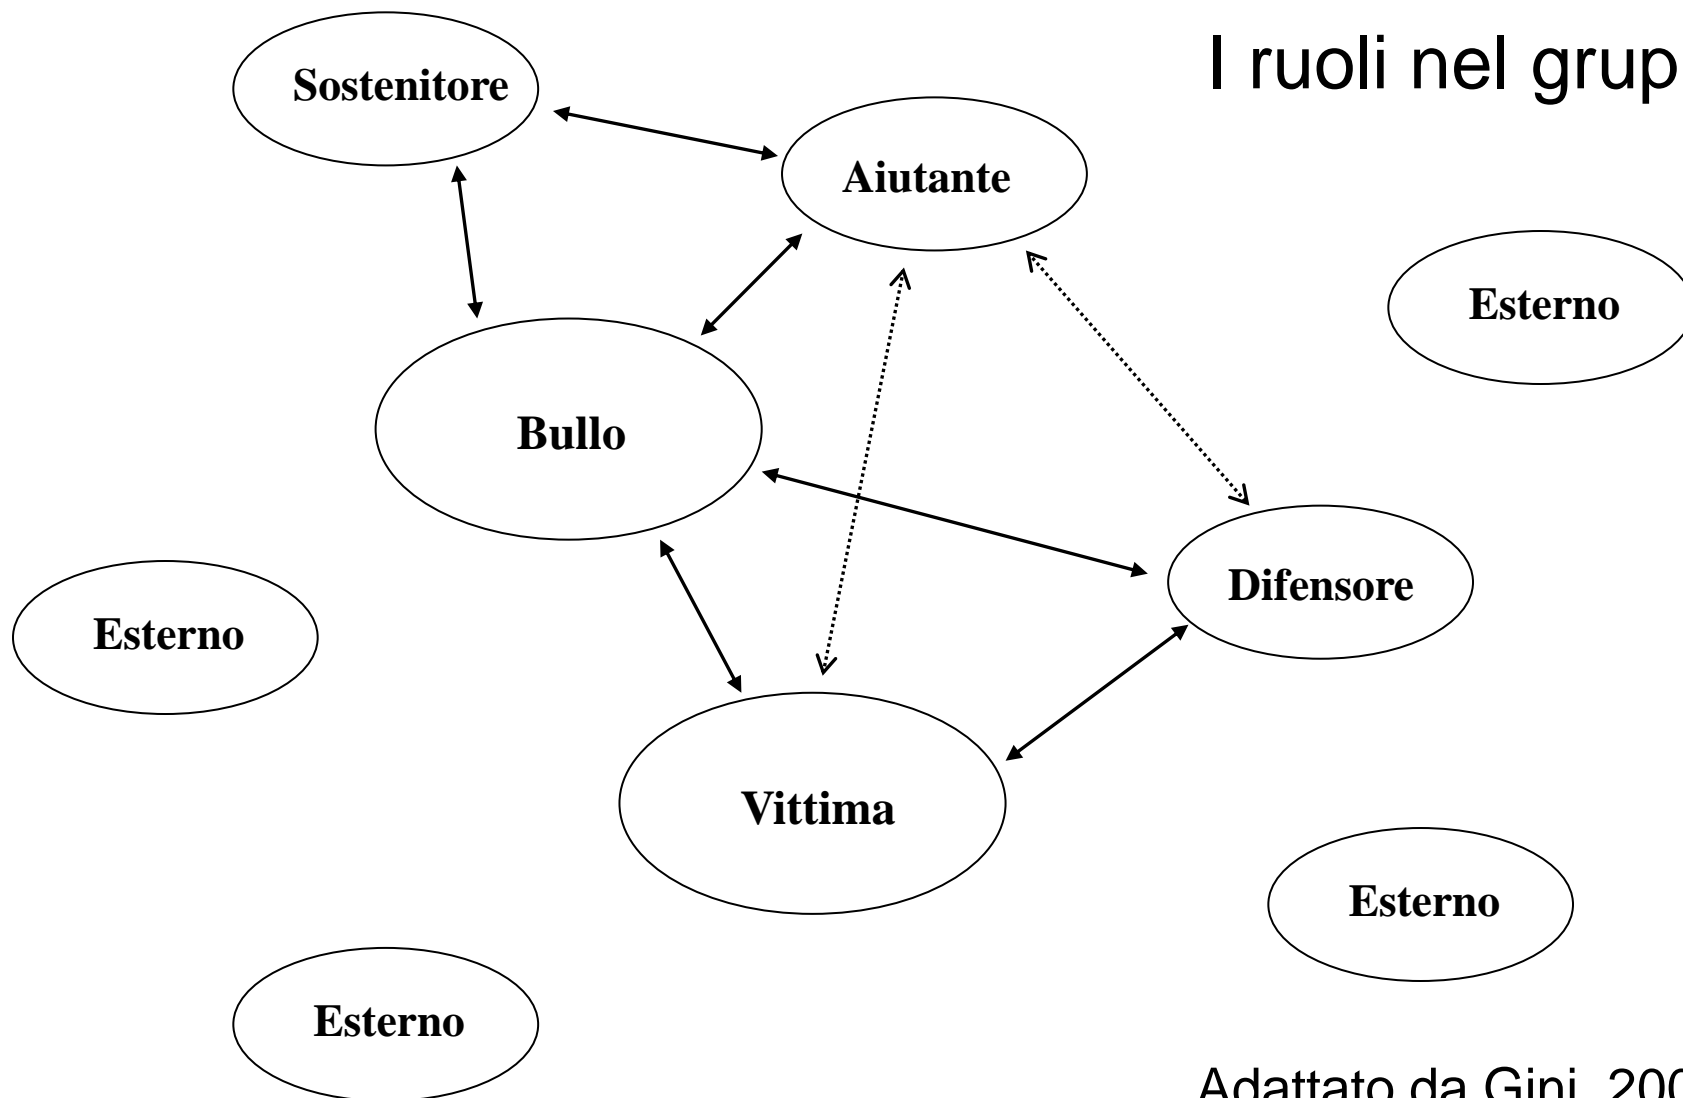 I ruoli nel grup
Sostenitore
Aiutante
Esterno
Bullo
Difensore
Esterno
Vittima
Esterno
Esterno
Adattato da Gini, 200